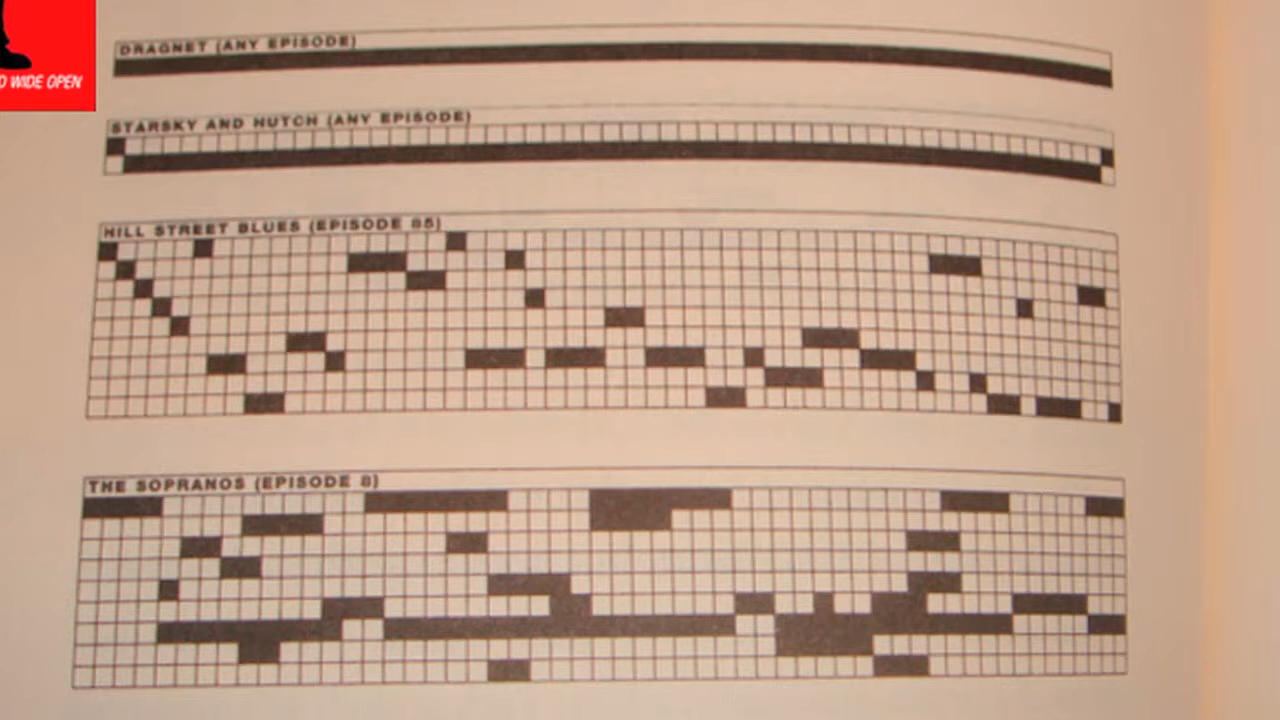 D WIDE OPEN
DRAGNET (ANY EPISODE)
STARSKY AND HUTCH (ANY EPISODE)
HILL STREET BLUES (EPISODE 85)
THE SOPRANOS (EPISODE 8)